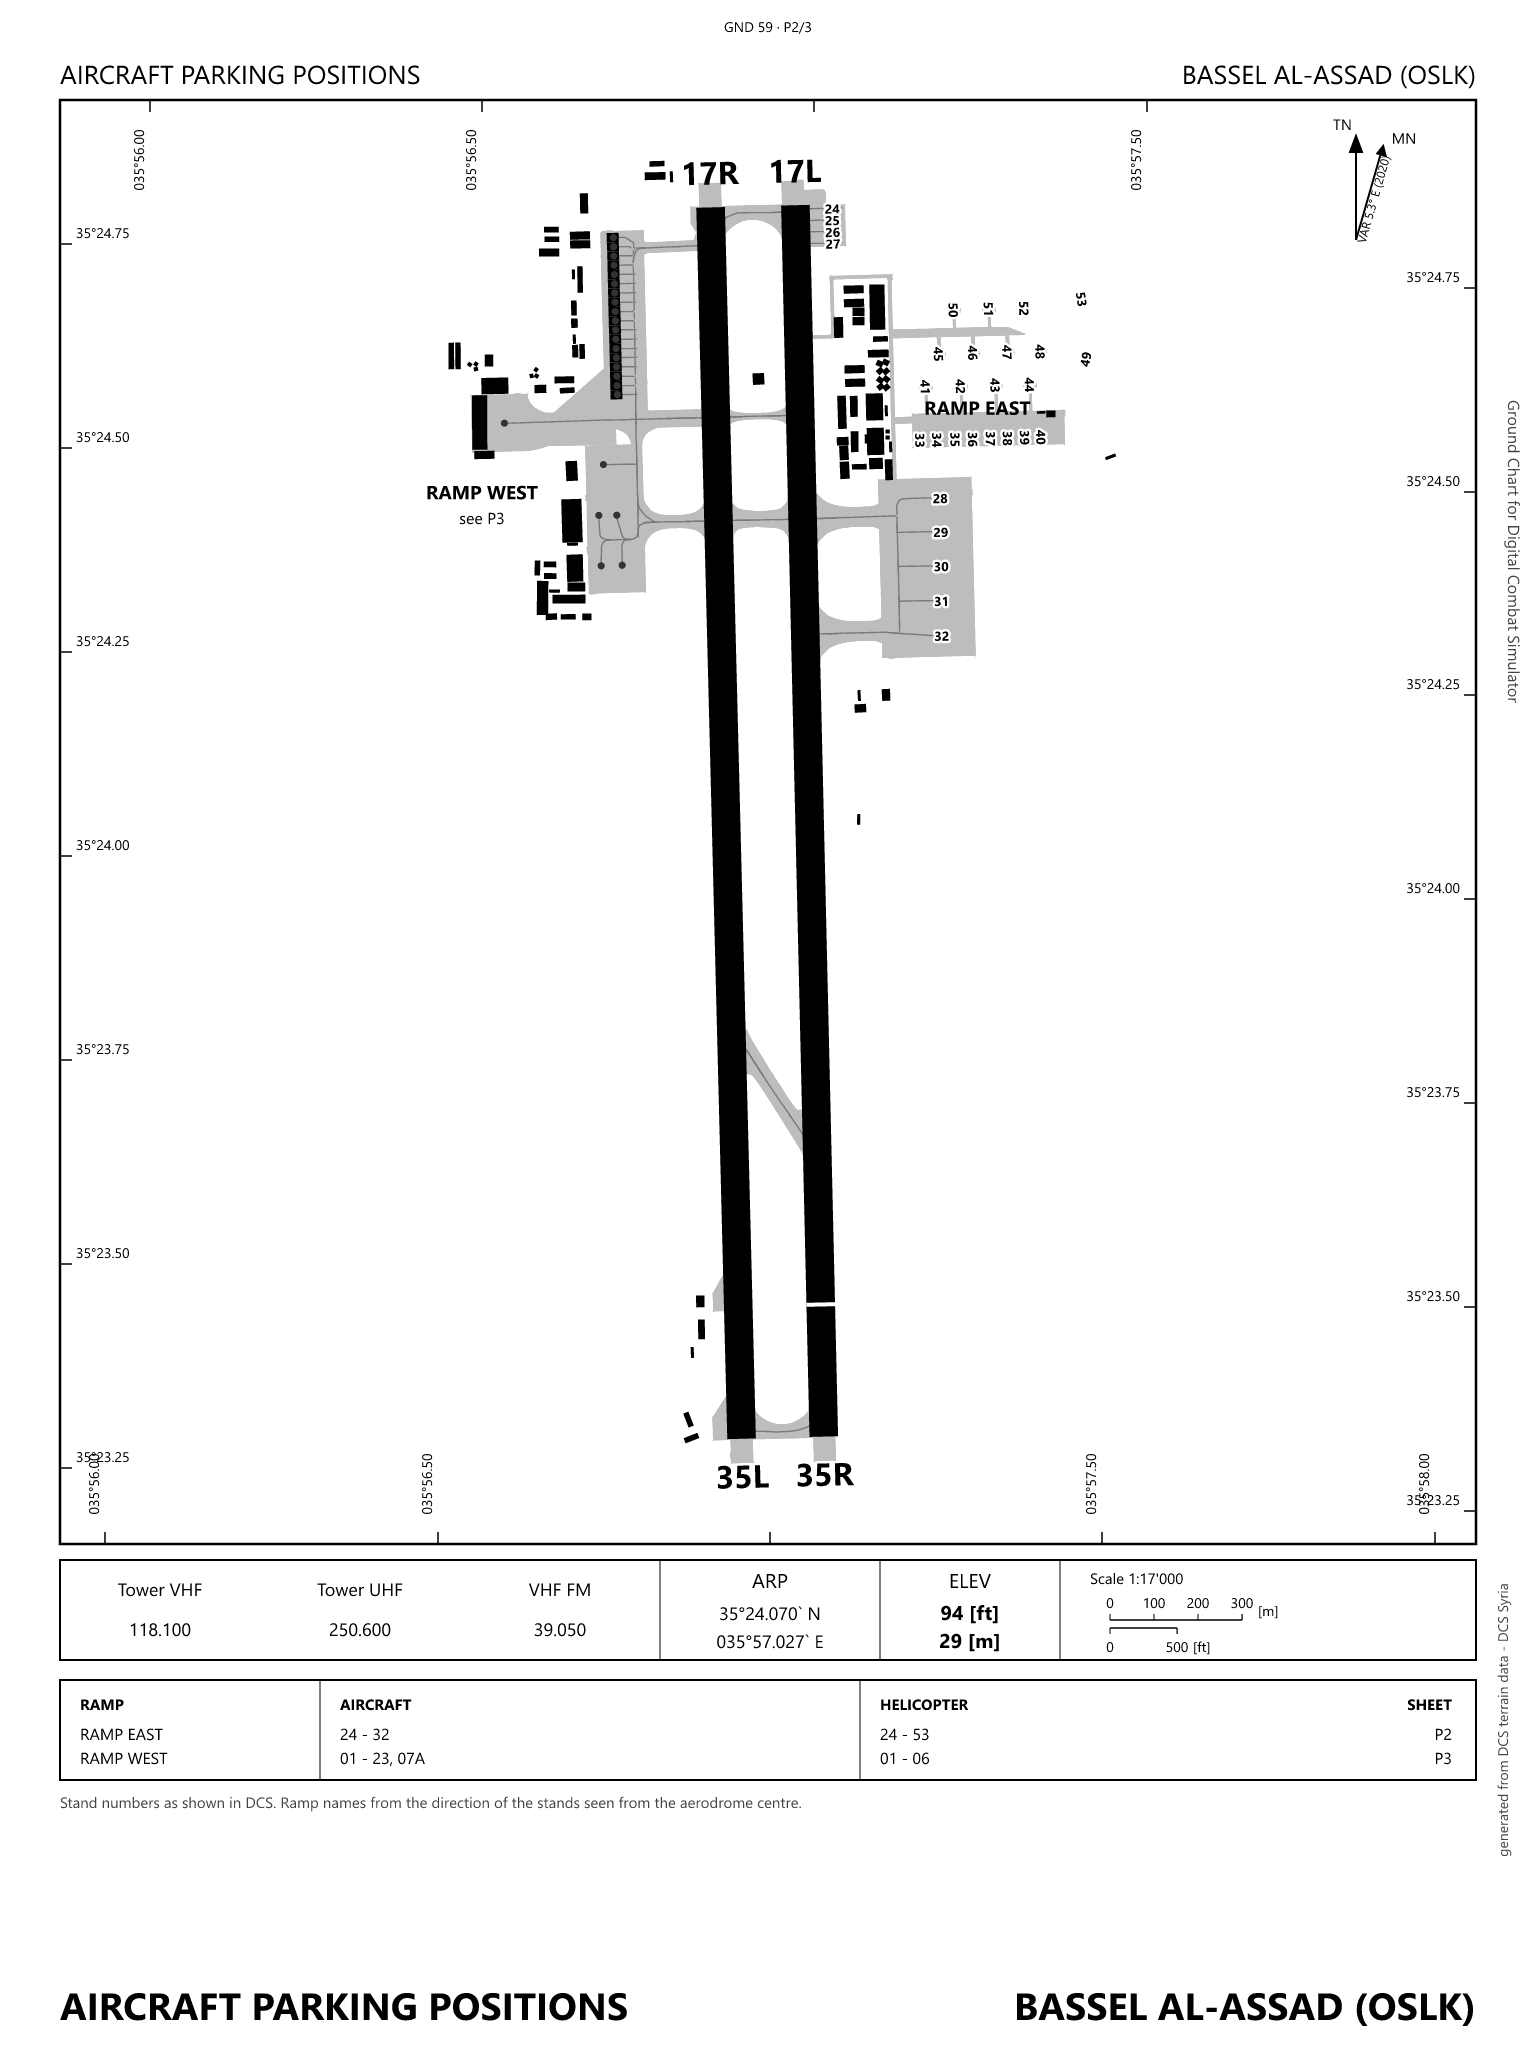 GND 59 · P2/3
AIRCRAFT PARKING POSITIONS
BASSEL AL-ASSAD (OSLK)
035°56.00
035°56.50
035°57.50
TN
MN
VAR 5.3° E (2020)
17R
17L
24
25
26
27
35°24.75
35°24.75
53
50
51
52
45
46
47
48
49
41
42
43
44
RAMP EAST
33
34
35
36
37
38
39
40
35°24.50
35°24.50
RAMP WEST
see P3
28
29
30
31
32
35°24.25
35°24.25
35°24.00
35°24.00
35°23.75
35°23.75
35°23.50
35°23.50
35°23.25
35°23.25
35L
35R
035°56.00
035°56.50
035°57.50
035°58.00
Ground Chart for Digital Combat Simulator
Tower VHF
118.100
Tower UHF
250.600
VHF FM
39.050
ARP
35°24.070` N
035°57.027` E
ELEV
94 [ft]
29 [m]
Scale 1:17'000
0 100 200 300 [m]
0 500 [ft]
RAMP AIRCRAFT HELICOPTER SHEET
RAMP EAST 24 - 32 24 - 53 P2
RAMP WEST 01 - 23, 07A 01 - 06 P3
Stand numbers as shown in DCS. Ramp names from the direction of the stands seen from the aerodrome centre.
generated from DCS terrain data - DCS Syria
AIRCRAFT PARKING POSITIONS
BASSEL AL-ASSAD (OSLK)